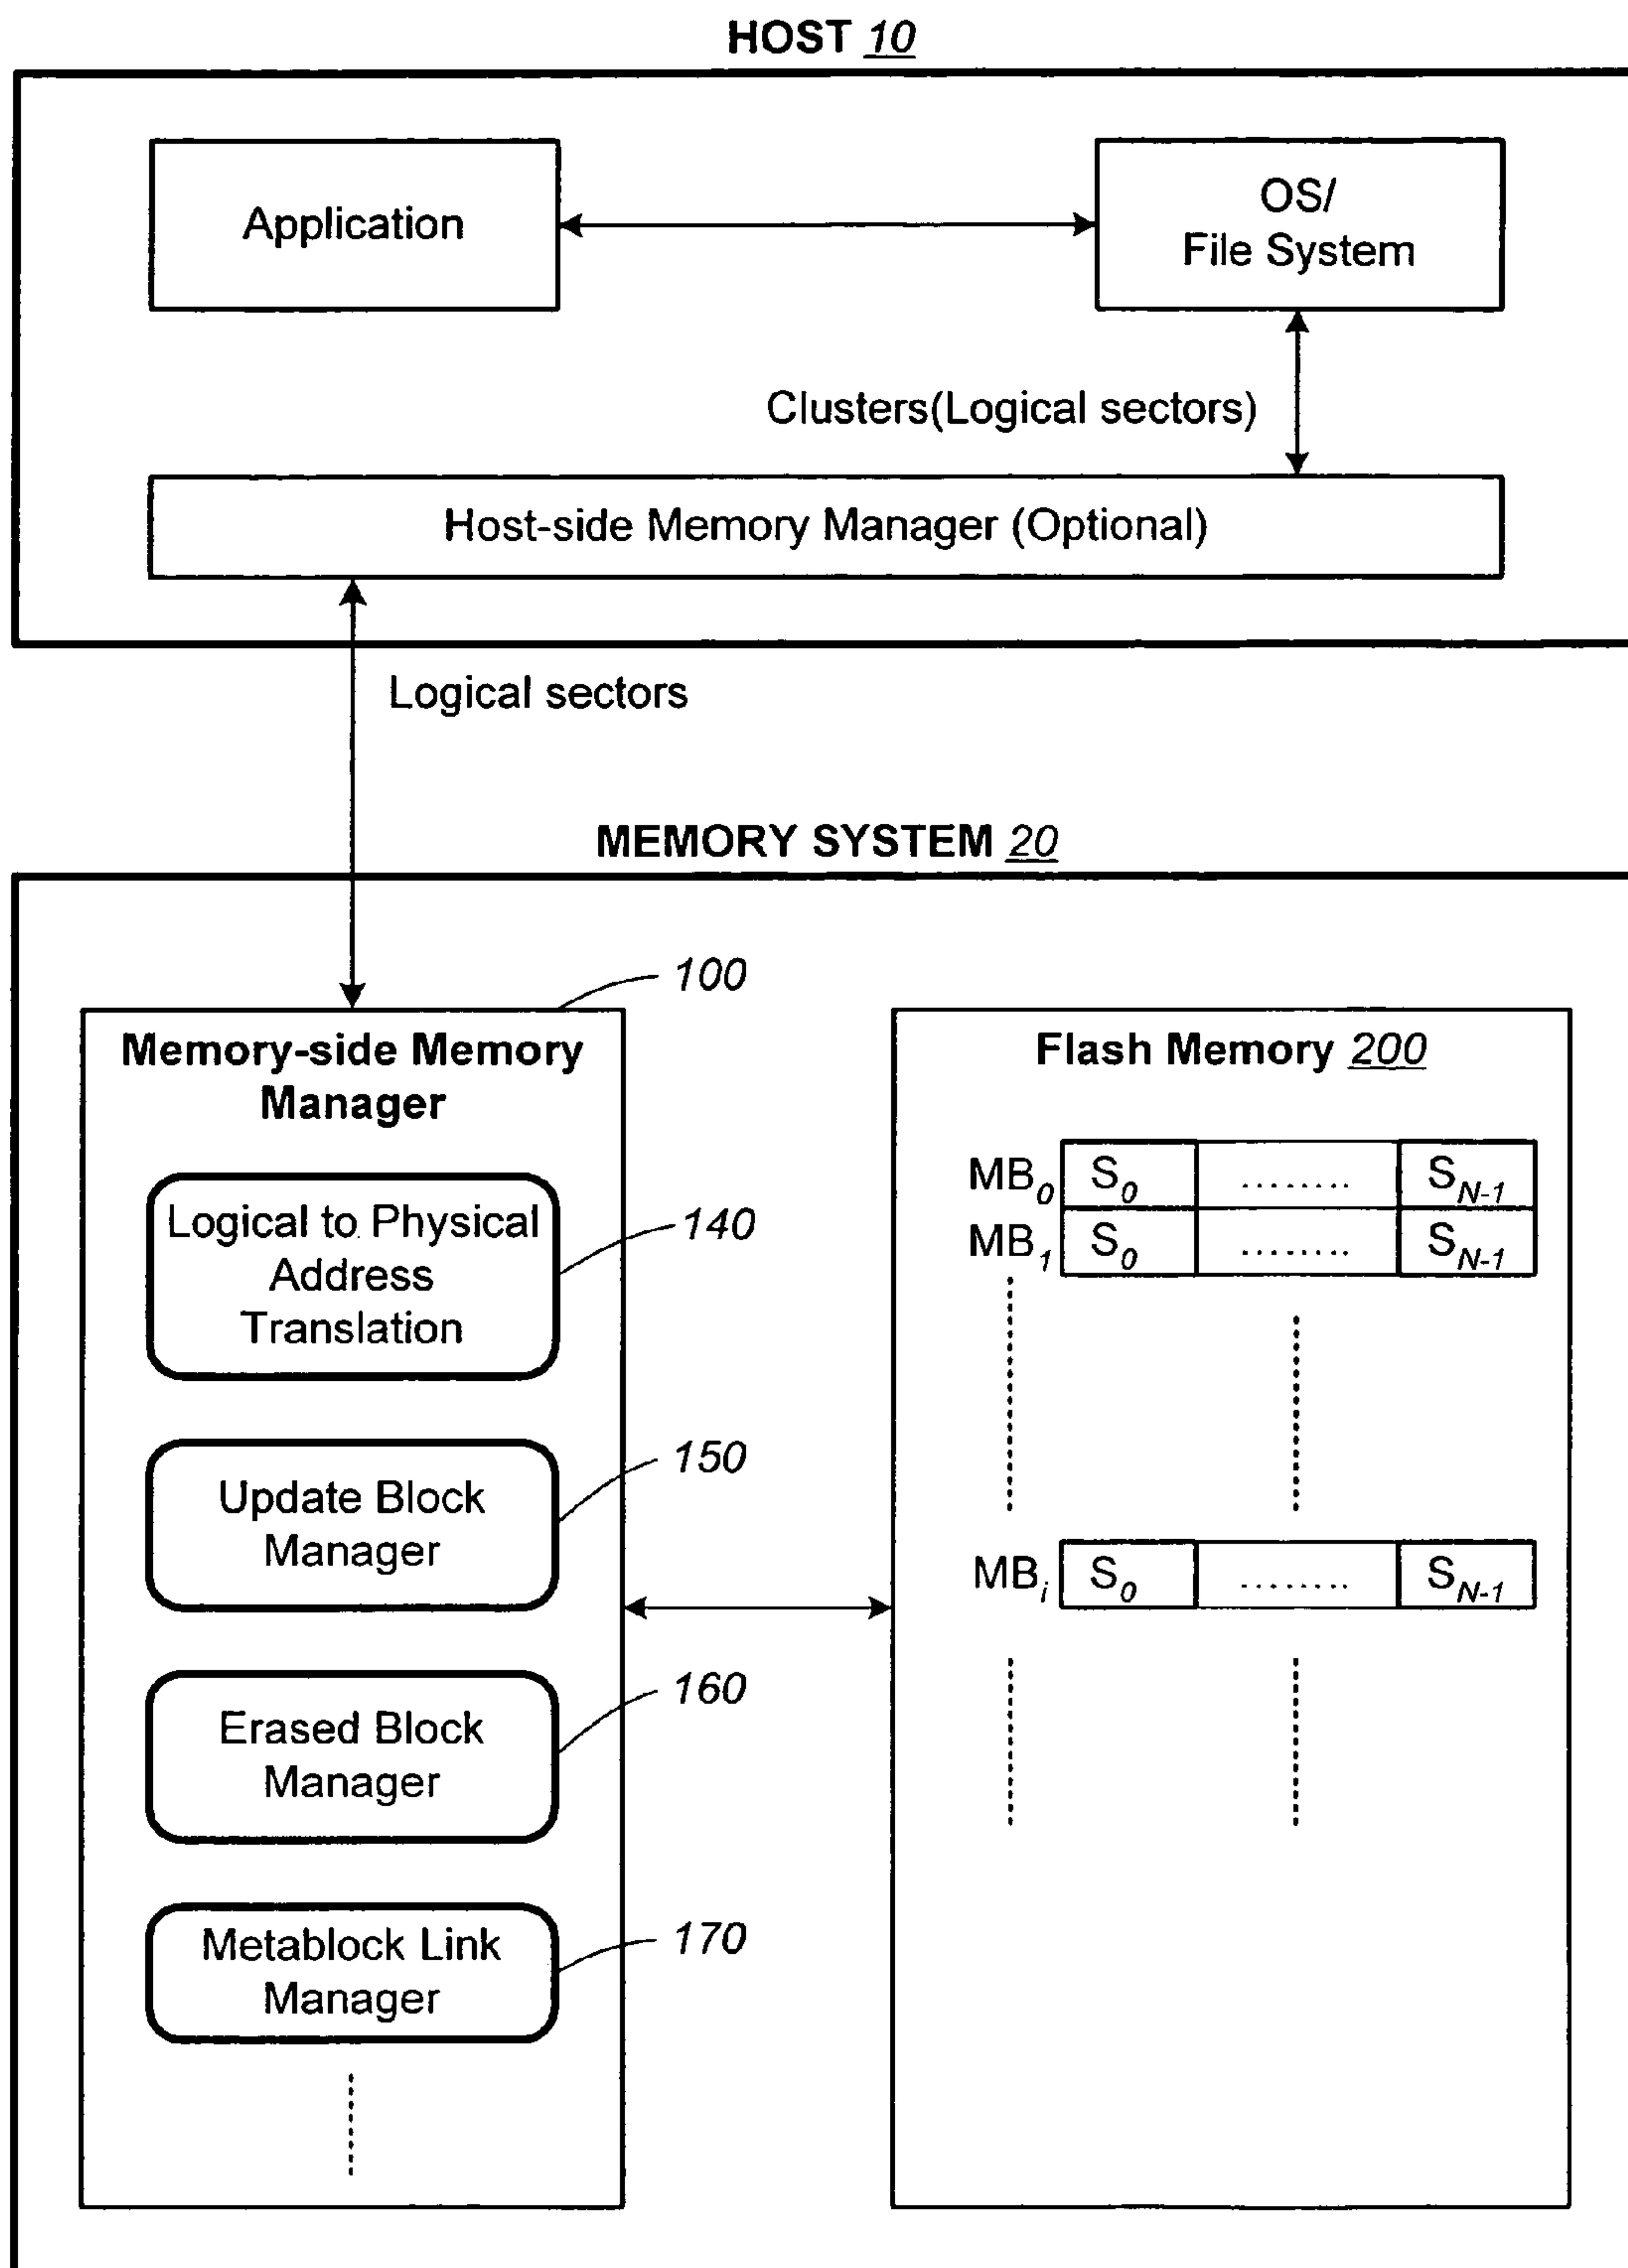 HOST 10
Application
OS/
File System
Clusters(Logical sectors)
Host-side Memory Manager (Optional)
Logical sectors
MEMORY SYSTEM 20
100
Memory-side Memory
Manager
Logical to Physical
Address
Translation
140
Update Block
Manager
150
Erased Block
Manager
160
Metablock Link
Manager
170
Flash Memory 200
MB0 S0 ........ SN-1
MB1 S0 ........ SN-1
MBi S0 ........ SN-1